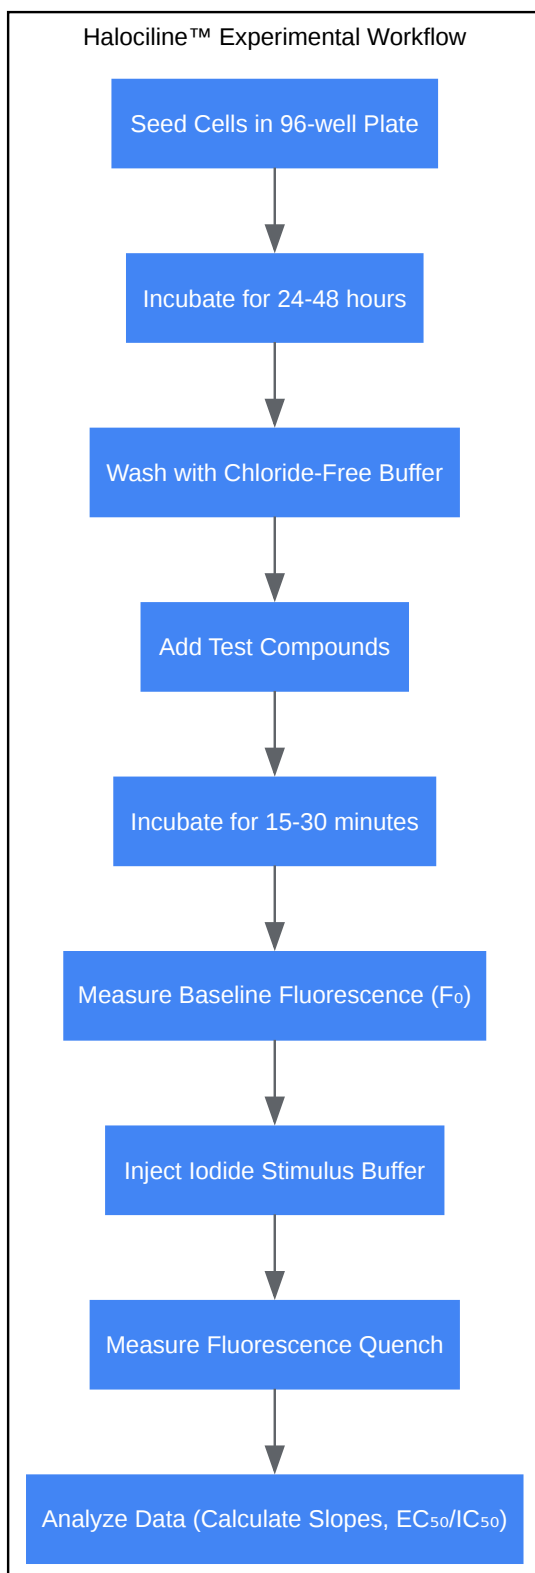 Halociline™ Experimental Workflow
Seed Cells in 96-well Plate
Incubate for 24-48 hours
Wash with Chloride-Free Buffer
Add Test Compounds
Incubate for 15-30 minutes
Measure Baseline Fluorescence (F₀)
Inject Iodide Stimulus Buffer
Measure Fluorescence Quench
Analyze Data (Calculate Slopes, EC₅₀/IC₅₀)